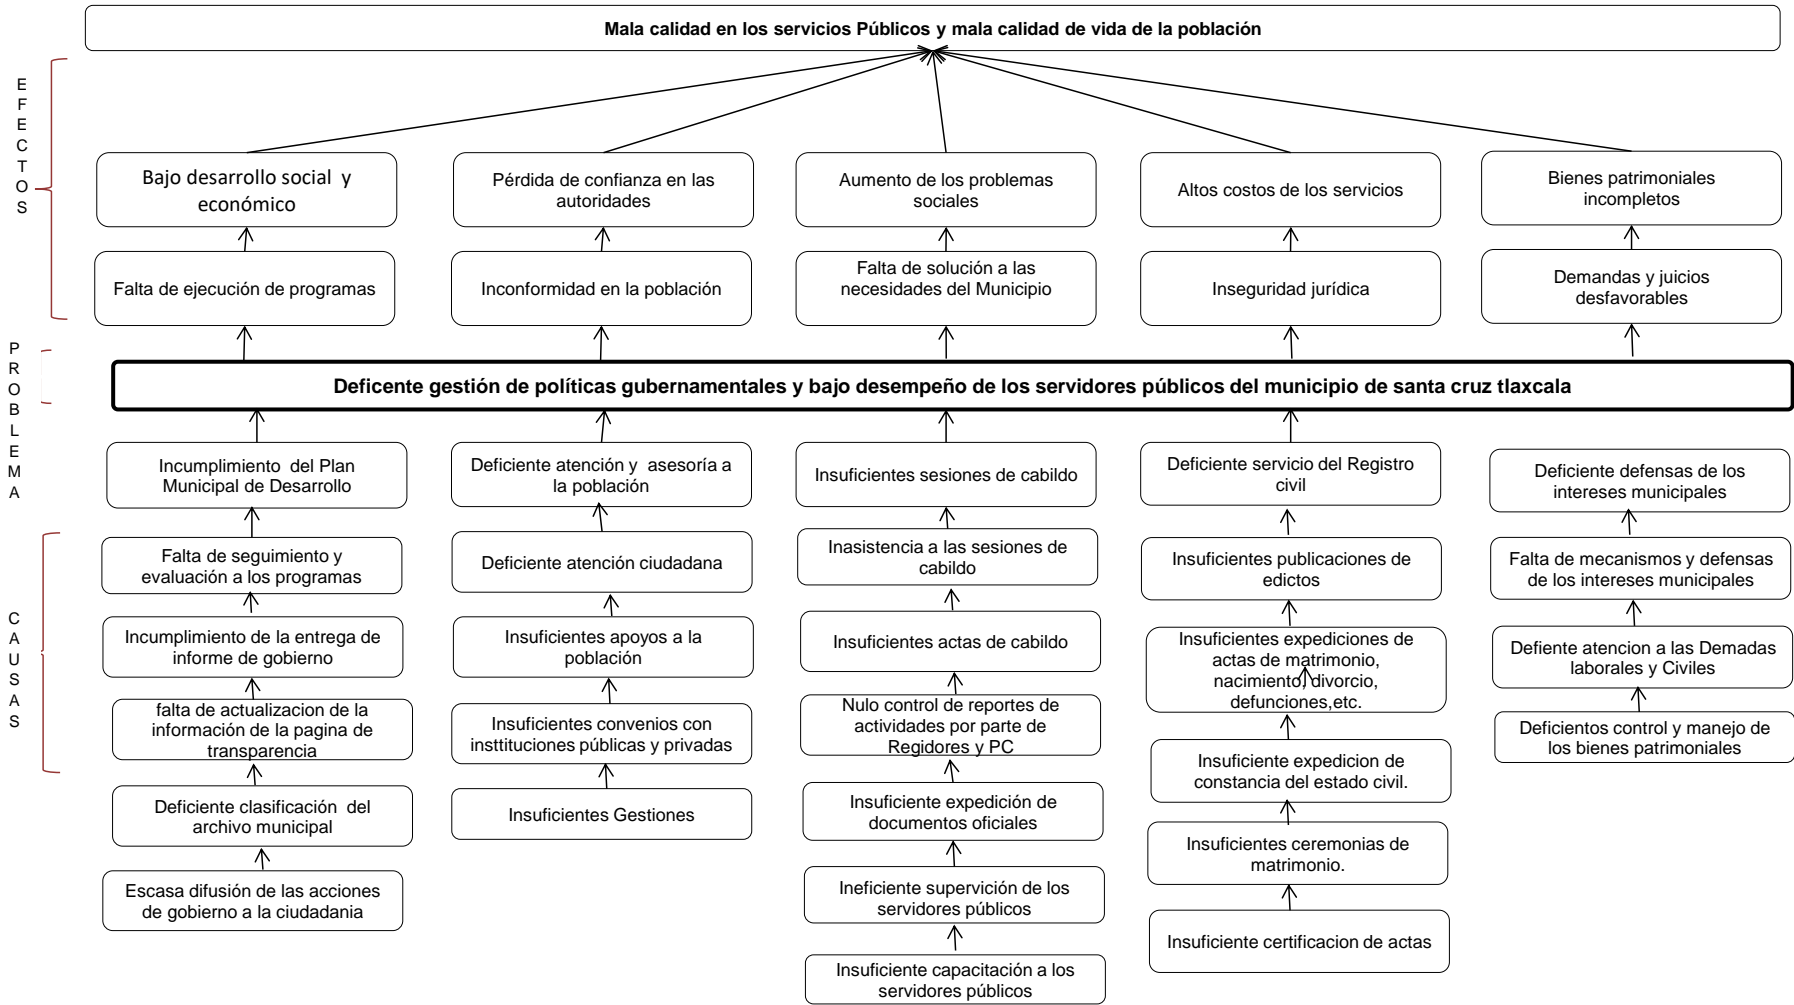 Mala calidad en los servicios Públicos y mala calidad de vida de la población
EFECTOS
Bajo desarrollo social y
económico
Pérdida de confianza en las
autoridades
Aumento de los problemas
sociales
Altos costos de los servicios
Bienes patrimoniales
incompletos
Falta de ejecución de programas
Inconformidad en la población
Falta de solución a las
necesidades del Municipio
Inseguridad jurídica
Demandas y juicios
desfavorables
PROBLEMA
Deficente gestión de políticas gubernamentales y bajo desempeño de los servidores públicos del municipio de santa cruz tlaxcala
Incumplimiento del Plan
Municipal de Desarrollo
Deficiente atención y asesoría a
la población
Insuficientes sesiones de cabildo
Deficiente servicio del Registro
civil
Deficiente defensas de los
intereses municipales
CAUSAS
Falta de seguimiento y
evaluación a los programas
Deficiente atención ciudadana
Inasistencia a las sesiones de
cabildo
Insuficientes publicaciones de
edictos
Falta de mecanismos y defensas
de los intereses municipales
Incumplimiento de la entrega de
informe de gobierno
Insuficientes apoyos a la
población
Insuficientes actas de cabildo
Insuficientes expediciones de
actas de matrimonio,
nacimiento, divorcio,
defunciones,etc.
Defiente atencion a las Demadas
laborales y Civiles
falta de actualizacion de la
información de la pagina de
transparencia
Insuficientes convenios con
insttituciones públicas y privadas
Nulo control de reportes de
actividades por parte de
Regidores y PC
Insuficiente expedicion de
constancia del estado civil.
Deficientos control y manejo de
los bienes patrimoniales
Deficiente clasificación del
archivo municipal
Insuficientes Gestiones
Insuficiente expedición de
documentos oficiales
Insuficientes ceremonias de
matrimonio.
Escasa difusión de las acciones
de gobierno a la ciudadania
Ineficiente supervición de los
servidores públicos
Insuficiente certificacion de actas
Insuficiente capacitación a los
servidores públicos